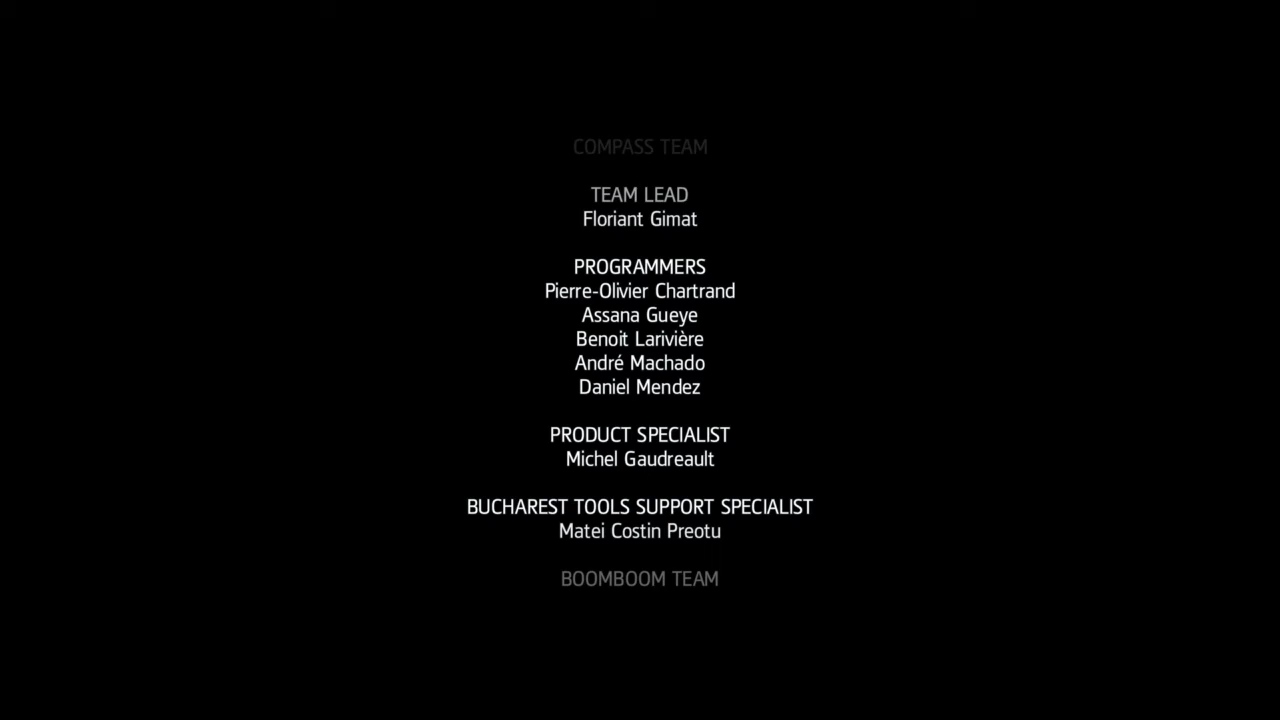 COMPASS TEAM
TEAM LEAD
Floriant Gimat
PROGRAMMERS
Pierre-Olivier Chartrand
Assana Gueye
Benoit Larivière
André Machado
Daniel Mendez
PRODUCT SPECIALIST
Michel Gaudreault
BUCHAREST TOOLS SUPPORT SPECIALIST
Matei Costin Preotu
BOOMBOOM TEAM